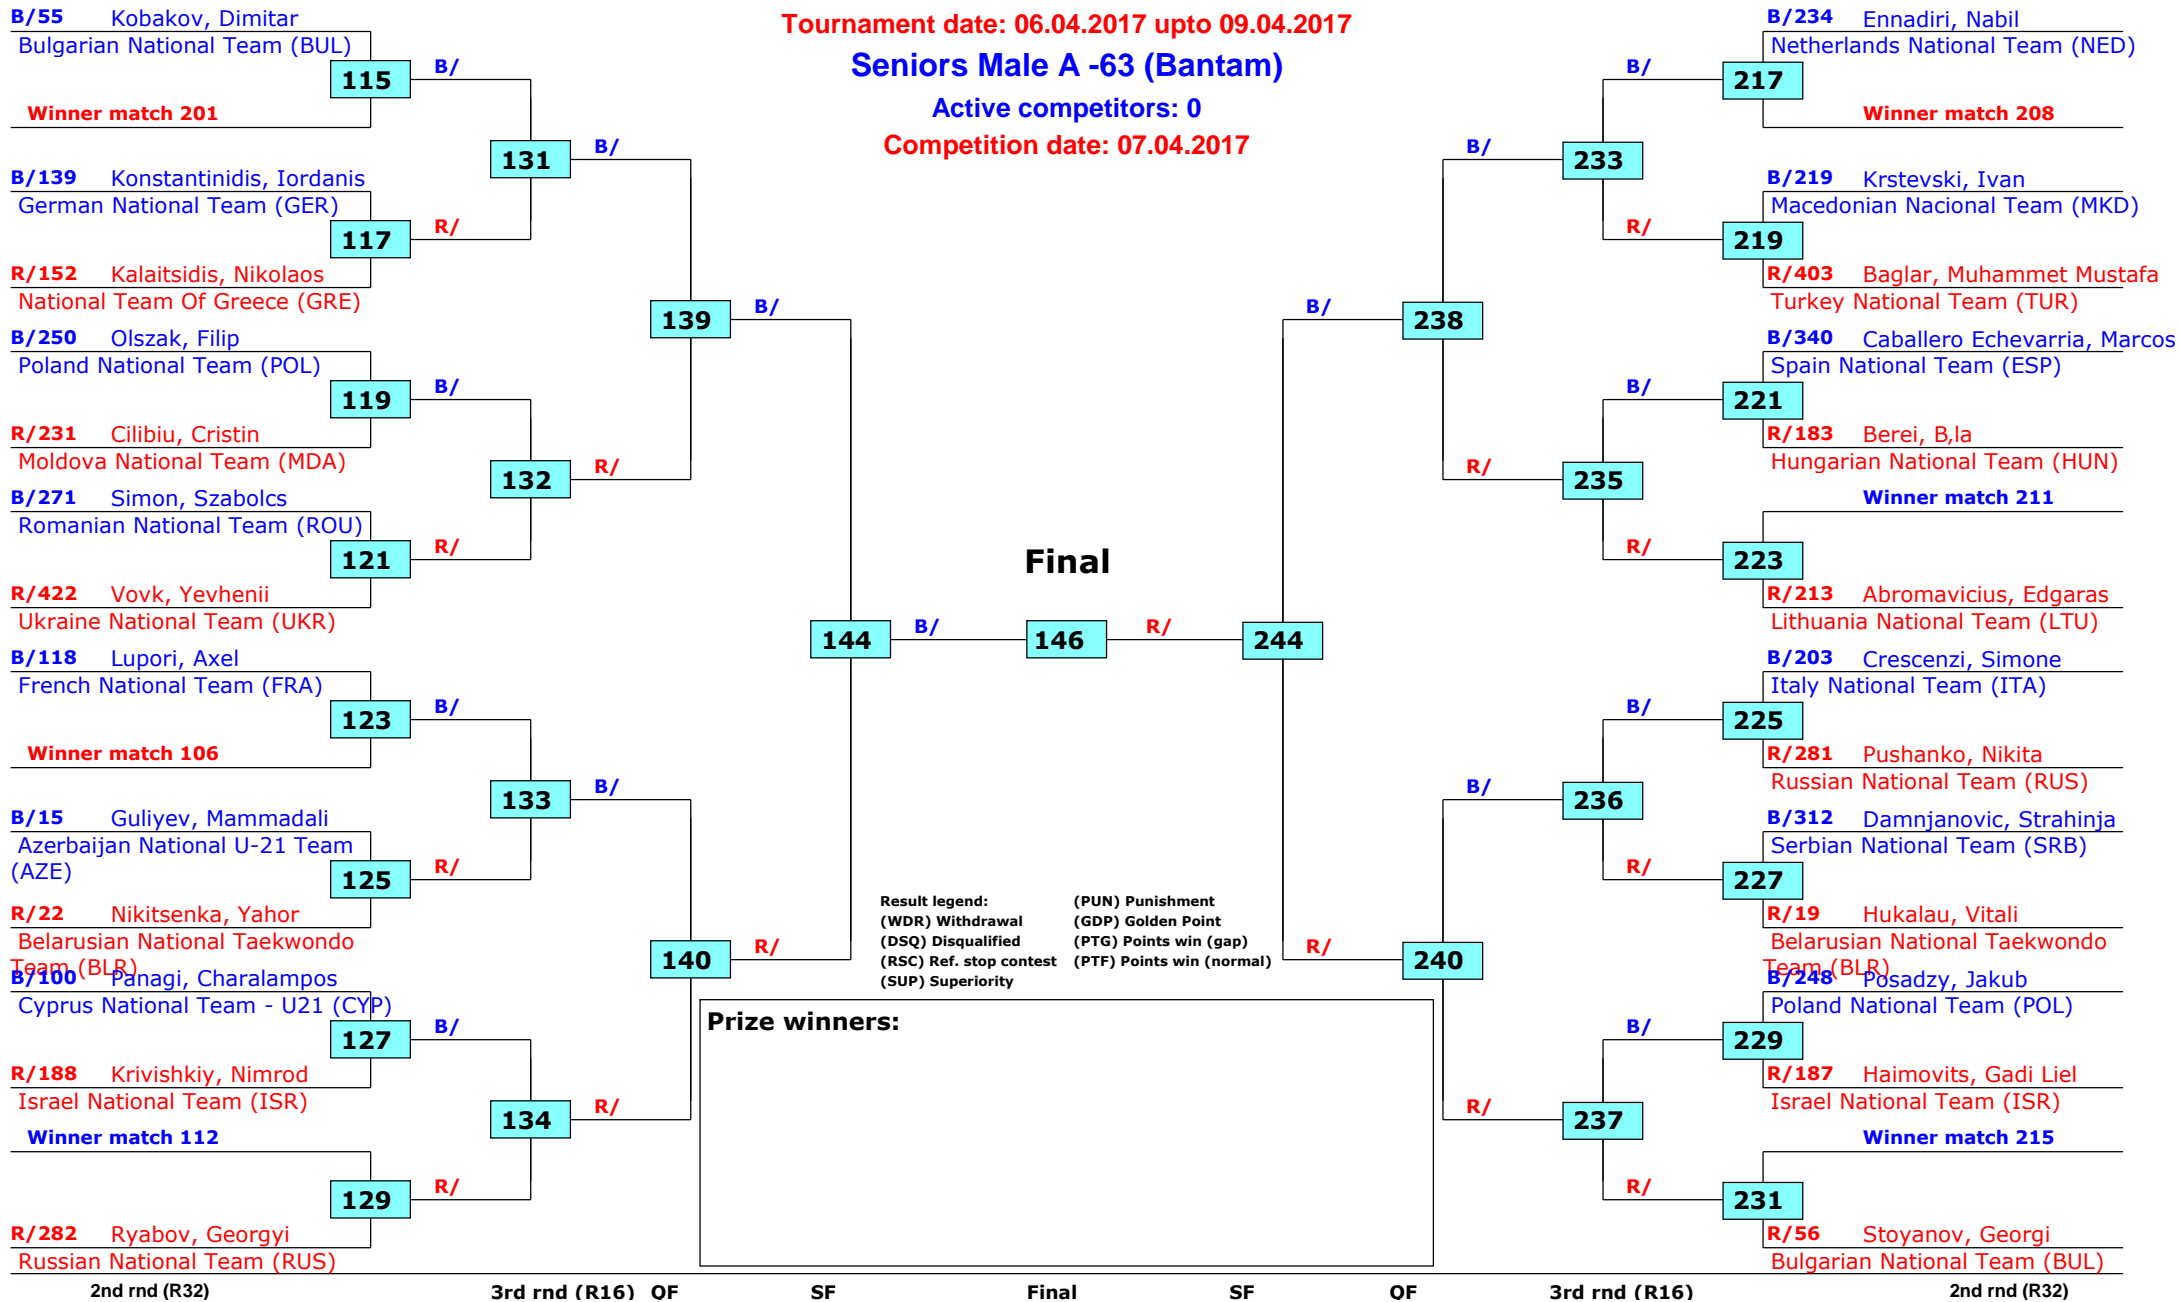 Tournament date: 06.04.2017 upto 09.04.2017
Seniors Male A -63 (Bantam)
Active competitors: 0
Competition date: 07.04.2017
B/55 Kobakov, Dimitar
Bulgarian National Team (BUL)
115
B/
Winner match 201
131
B/
B/139 Konstantinidis, Iordanis
German National Team (GER)
117
R/
R/152 Kalaitsidis, Nikolaos
National Team Of Greece (GRE)
139
B/
B/250 Olszak, Filip
Poland National Team (POL)
119
B/
R/231 Cilibiu, Cristin
Moldova National Team (MDA)
132
R/
B/271 Simon, Szabolcs
Romanian National Team (ROU)
121
R/
R/422 Vovk, Yevhenii
Ukraine National Team (UKR)
144
B/
B/118 Lupori, Axel
French National Team (FRA)
123
B/
Winner match 106
133
B/
B/15 Guliyev, Mammadali
Azerbaijan National U-21 Team
(AZE)
125
R/
R/22 Nikitsenka, Yahor
Belarusian National Taekwondo
Team (BLR)
140
R/
B/100 Panagi, Charalampos
Cyprus National Team - U21 (CYP)
127
B/
R/188 Krivishkiy, Nimrod
Israel National Team (ISR)
134
R/
Winner match 112
129
R/
R/282 Ryabov, Georgyi
Russian National Team (RUS)
Final
146
R/
244
B/234 Ennadiri, Nabil
Netherlands National Team (NED)
B/
217
Winner match 208
B/
233
B/219 Krstevski, Ivan
Macedonian Nacional Team (MKD)
R/
219
R/403 Baglar, Muhammet Mustafa
Turkey National Team (TUR)
B/
238
B/340 Caballero Echevarria, Marcos
Spain National Team (ESP)
B/
221
R/183 Berei, B,la
Hungarian National Team (HUN)
R/
235
Winner match 211
R/
223
R/213 Abromavicius, Edgaras
Lithuania National Team (LTU)
B/203 Crescenzi, Simone
Italy National Team (ITA)
B/
225
R/281 Pushanko, Nikita
Russian National Team (RUS)
B/
236
B/312 Damnjanovic, Strahinja
Serbian National Team (SRB)
R/
227
R/19 Hukalau, Vitali
Belarusian National Taekwondo
Team (BLR)
R/
240
B/248 Posadzy, Jakub
Poland National Team (POL)
B/
229
R/187 Haimovits, Gadi Liel
Israel National Team (ISR)
R/
237
Winner match 215
R/
231
R/56 Stoyanov, Georgi
Bulgarian National Team (BUL)
Result legend: (PUN) Punishment
(WDR) Withdrawal (GDP) Golden Point
(DSQ) Disqualified (PTG) Points win (gap)
(RSC) Ref. stop contest (PTF) Points win (normal)
(SUP) Superiority
Prize winners:
2nd rnd (R32) 3rd rnd (R16) QF SF Final SF QF 3rd rnd (R16) 2nd rnd (R32)